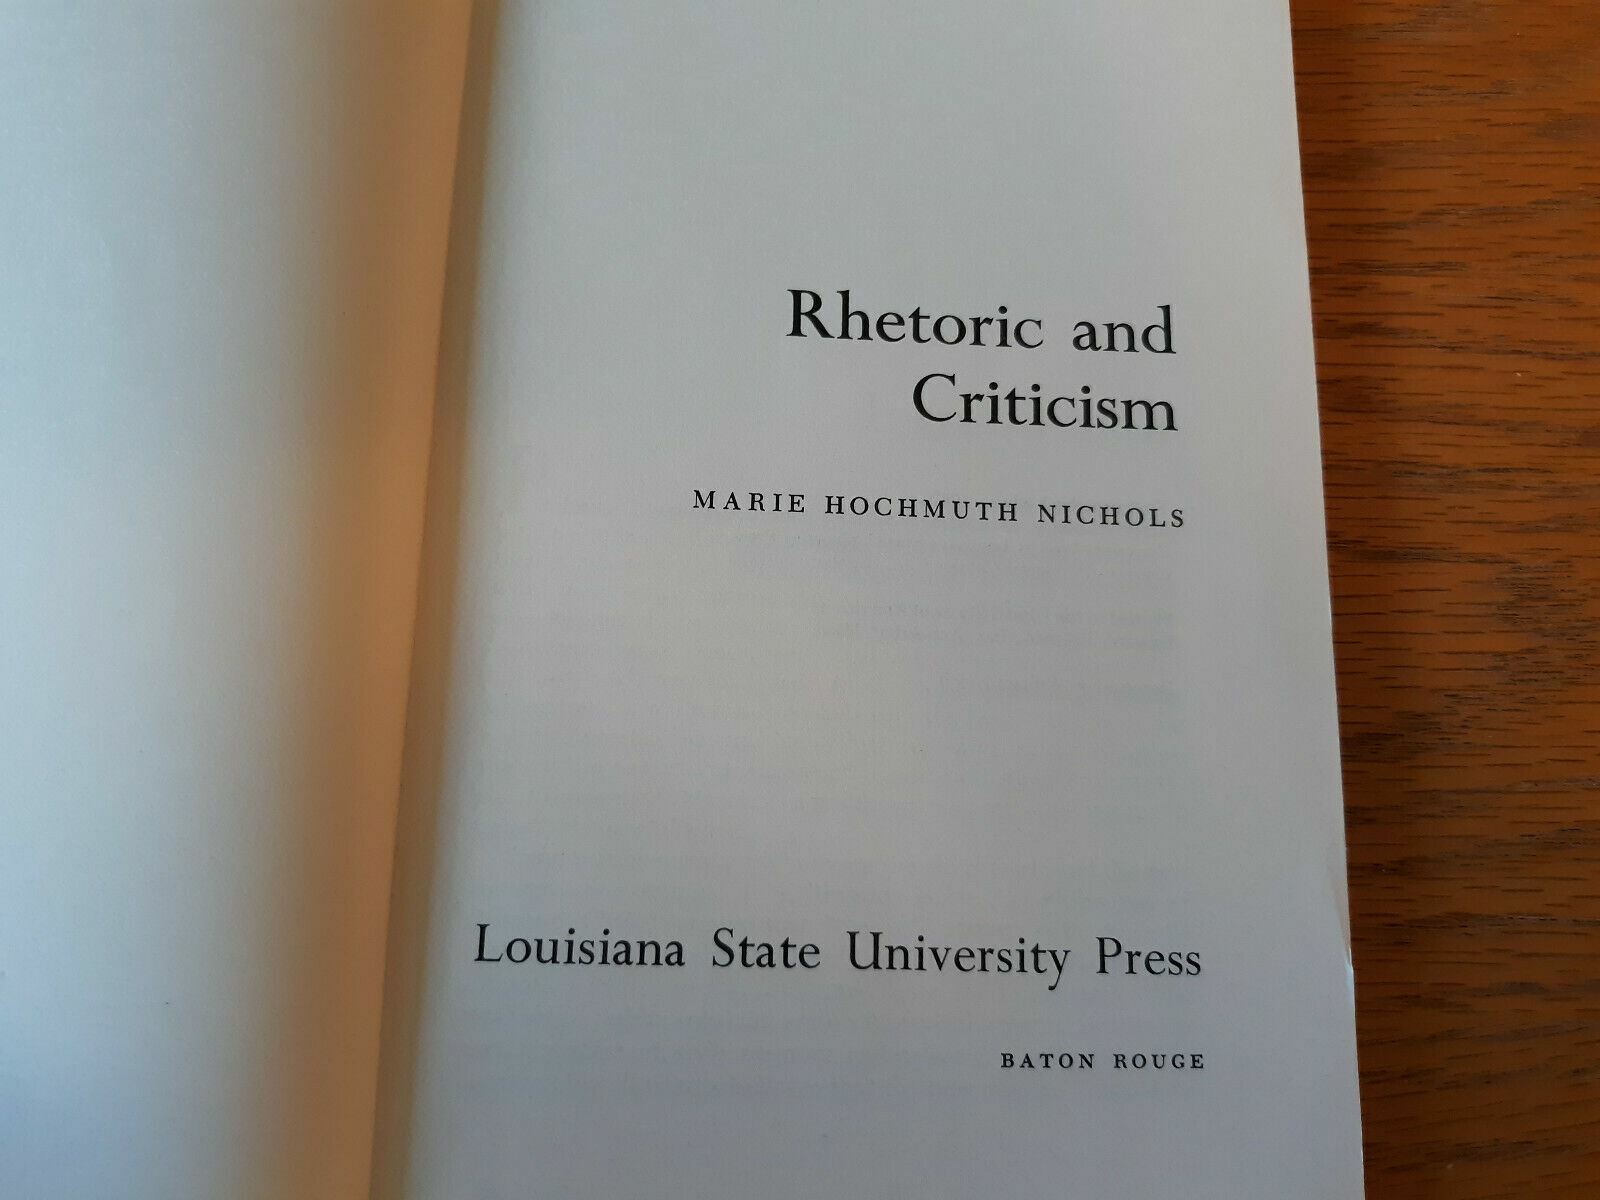 Rhetoric and
Criticism
MARIE HOCHMUTH NICHOLS
Louisiana State University Press
BATON ROUGE